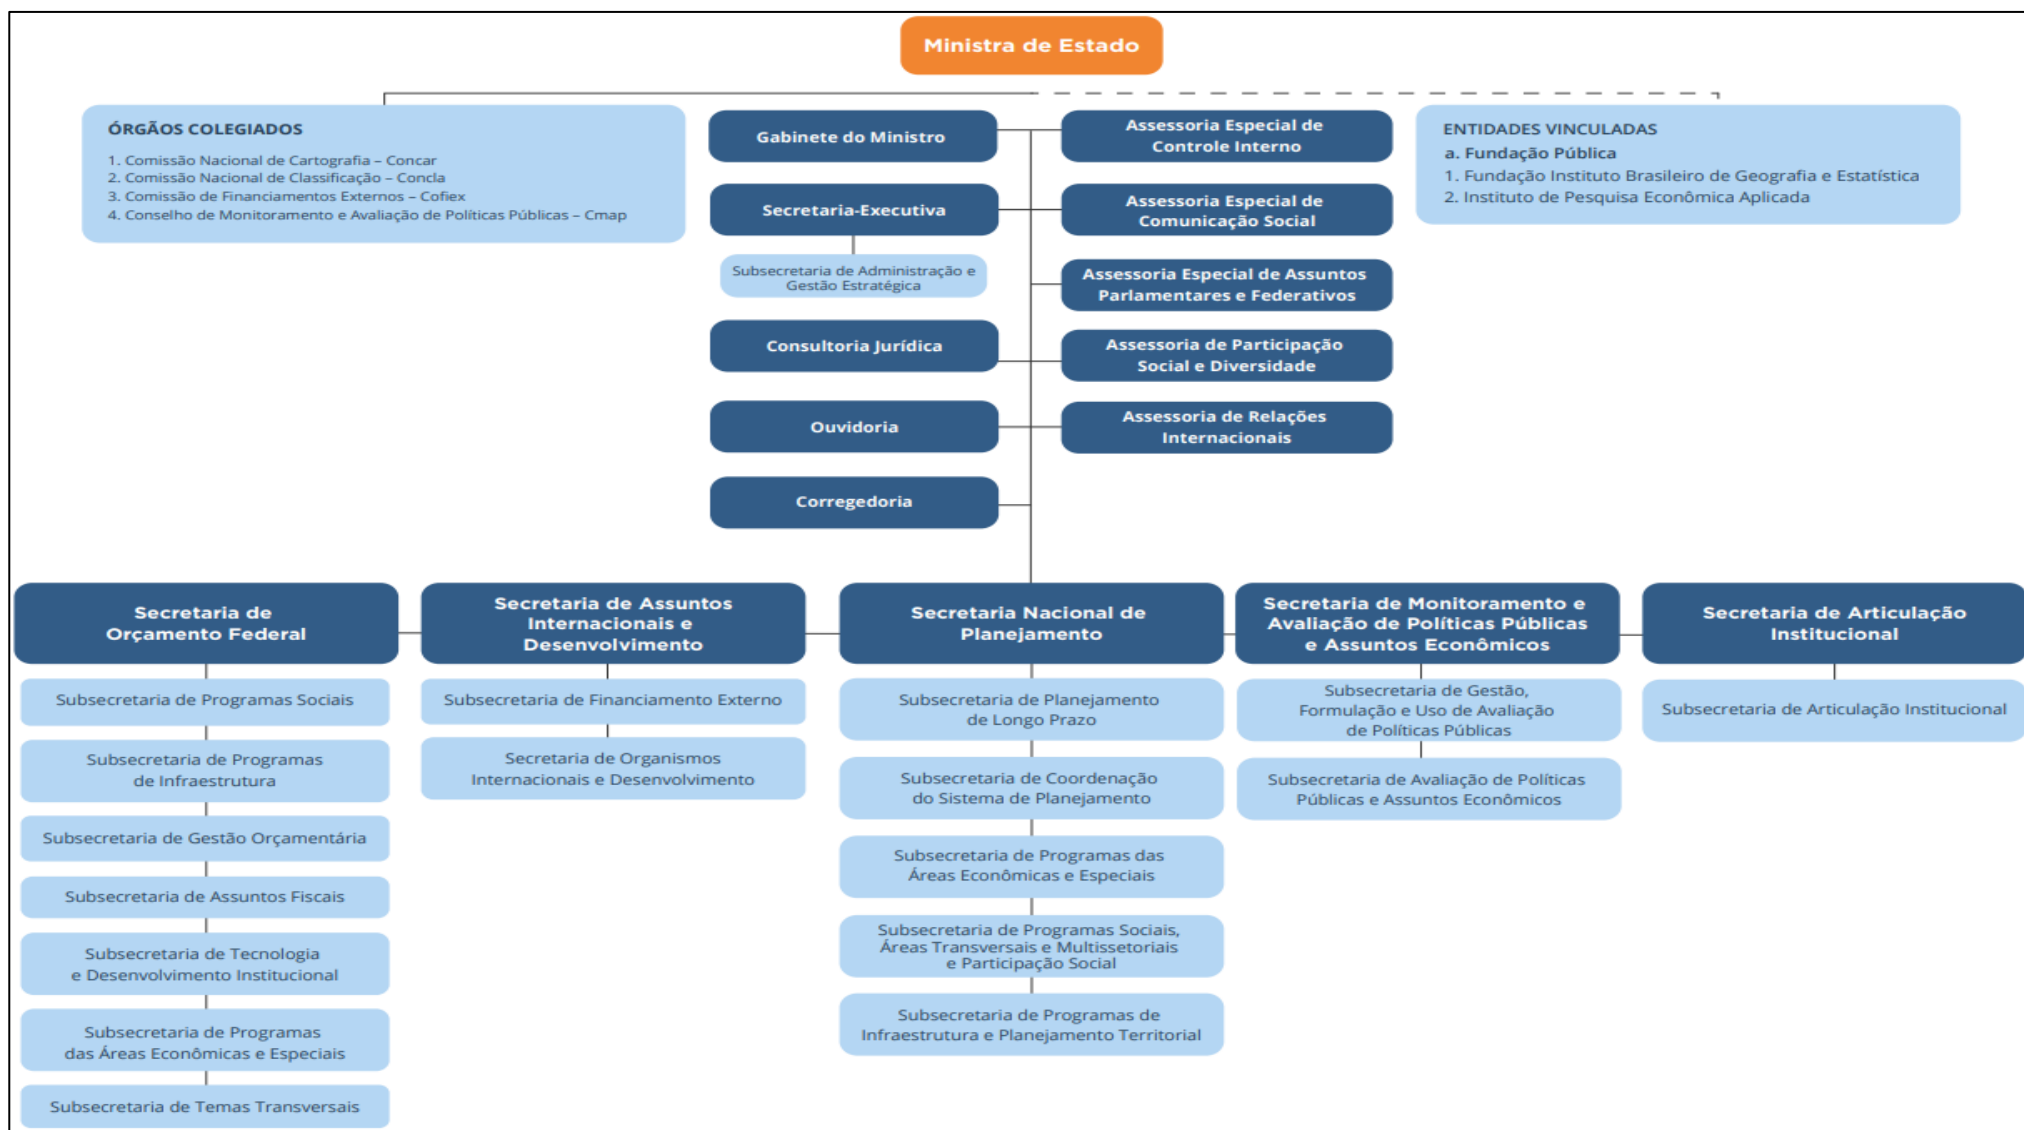 Ministra de Estado
ÓRGÃOS COLEGIADOS
1. Comissão Nacional de Cartografia – Concar
2. Comissão Nacional de Classificação – Concla
3. Comissão de Financiamentos Externos – Cofiex
4. Conselho de Monitoramento e Avaliação de Políticas Públicas – Cmap
Gabinete do Ministro
Secretaria-Executiva
Subsecretaria de Administração e
Gestão Estratégica
Consultoria Jurídica
Ouvidoria
Corregedoria
Assessoria Especial de
Controle Interno
Assessoria Especial de
Comunicação Social
Assessoria Especial de Assuntos
Parlamentares e Federativos
Assessoria de Participação
Social e Diversidade
Assessoria de Relações
Internacionais
ENTIDADES VINCULADAS
a. Fundação Pública
1. Fundação Instituto Brasileiro de Geografia e Estatística
2. Instituto de Pesquisa Econômica Aplicada
Secretaria de
Orçamento Federal
Subsecretaria de Programas Sociais
Subsecretaria de Programas
de Infraestrutura
Subsecretaria de Gestão Orçamentária
Subsecretaria de Assuntos Fiscais
Subsecretaria de Tecnologia
e Desenvolvimento Institucional
Subsecretaria de Programas
das Áreas Econômicas e Especiais
Subsecretaria de Temas Transversais
Secretaria de Assuntos
Internacionais e
Desenvolvimento
Subsecretaria de Financiamento Externo
Secretaria de Organismos
Internacionais e Desenvolvimento
Secretaria Nacional de
Planejamento
Subsecretaria de Planejamento
de Longo Prazo
Subsecretaria de Coordenação
do Sistema de Planejamento
Subsecretaria de Programas das
Áreas Econômicas e Especiais
Subsecretaria de Programas Sociais,
Áreas Transversais e Multissetoriais
e Participação Social
Subsecretaria de Programas de
Infraestrutura e Planejamento Territorial
Secretaria de Monitoramento e
Avaliação de Políticas Públicas
e Assuntos Econômicos
Subsecretaria de Gestão,
Formulação e Uso de Avaliação
de Políticas Públicas
Subsecretaria de Avaliação de Políticas
Públicas e Assuntos Econômicos
Secretaria de Articulação
Institucional
Subsecretaria de Articulação Institucional